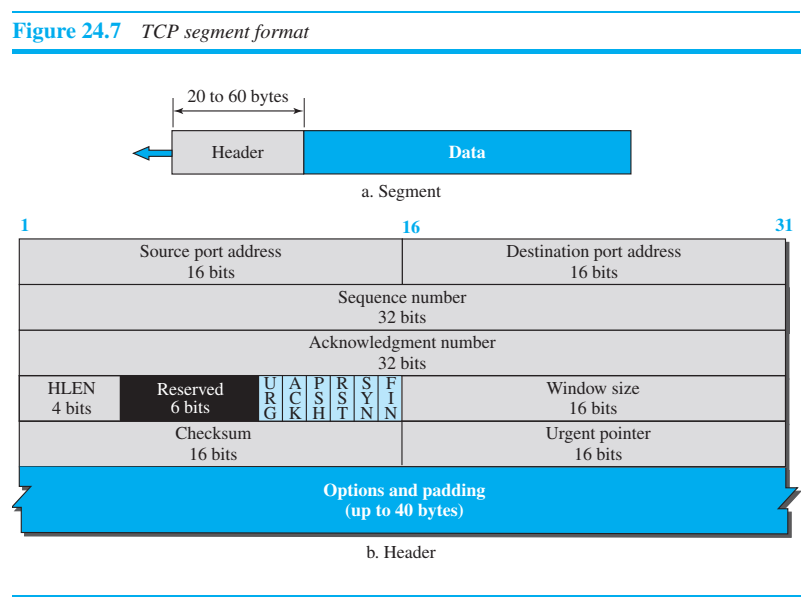 Figure 24.7 TCP segment format
20 to 60 bytes
Header
Data
a. Segment
1
16
31
Source port address
16 bits
Destination port address
16 bits
Sequence number
32 bits
Acknowledgment number
32 bits
HLEN
4 bits
Reserved
6 bits
URG
ACK
PSH
RST
SYN
FIN
Window size
16 bits
Checksum
16 bits
Urgent pointer
16 bits
Options and padding
(up to 40 bytes)
b. Header